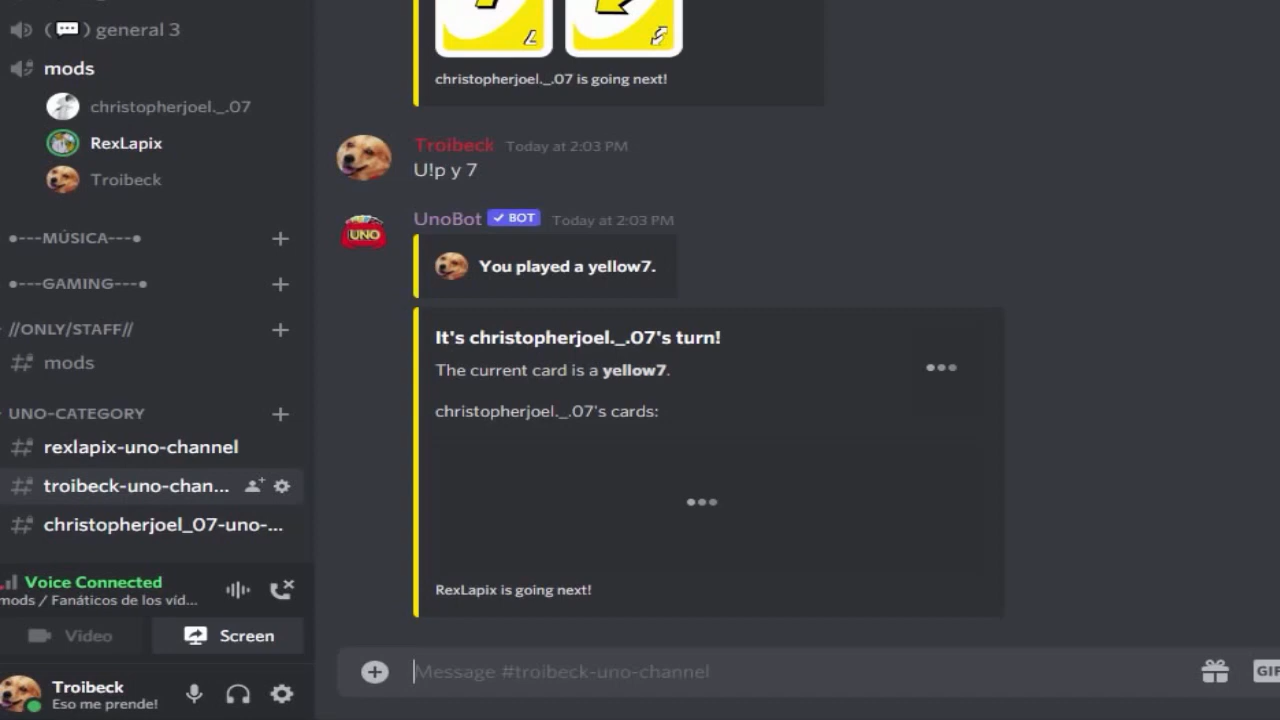 (💬) general 3
mods
christopherjoel._.07
RexLapix
Troibeck
●---MÚSICA---●
●---GAMING---●
//ONLY/STAFF//
mods
UNO-CATEGORY
rexlapix-uno-channel
troibeck-uno-chan...
christopherjoel_07-uno-...
Voice Connected
mods / Fanáticos de los víd...
Video
Screen
Troibeck
Eso me prende!
christopherjoel._.07 is going next!
Troibeck Today at 2:03 PM
U!p y 7
UnoBot ✓ BOT Today at 2:03 PM
UNO
You played a yellow7.
It's christopherjoel._.07's turn!
The current card is a yellow7.
christopherjoel._.07's cards:
RexLapix is going next!
Message #troibeck-uno-channel
GIF